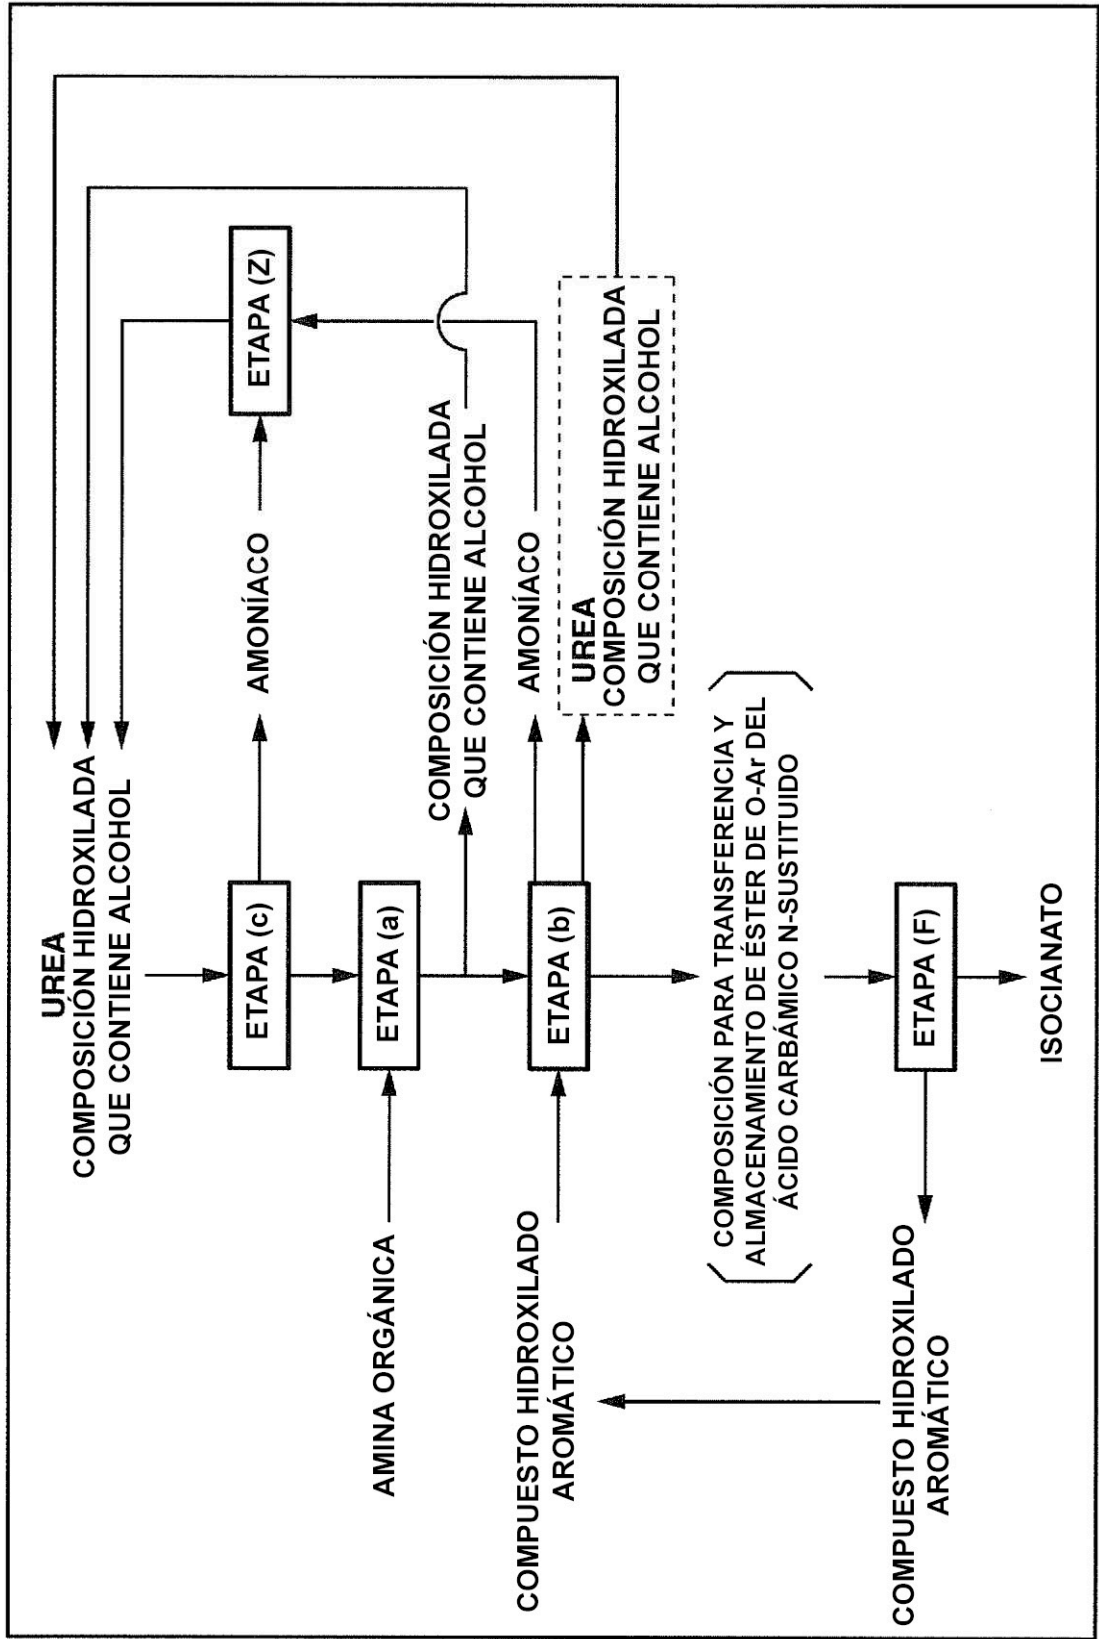 UREA
COMPOSICIÓN HIDROXILADA
QUE CONTIENE ALCOHOL
ETAPA (c)
AMONÍACO
ETAPA (Z)
AMINA ORGÁNICA
ETAPA (a)
COMPOSICIÓN HIDROXILADA
QUE CONTIENE ALCOHOL
COMPUESTO HIDROXILADO
AROMÁTICO
ETAPA (b)
AMONÍACO
UREA
COMPOSICIÓN HIDROXILADA
QUE CONTIENE ALCOHOL
COMPOSICIÓN PARA TRANSFERENCIA Y
ALMACENAMIENTO DE ÉSTER DE O-Ar DEL
ÁCIDO CARBÁMICO N-SUSTITUIDO
COMPUESTO HIDROXILADO
AROMÁTICO
ETAPA (F)
ISOCIANATO